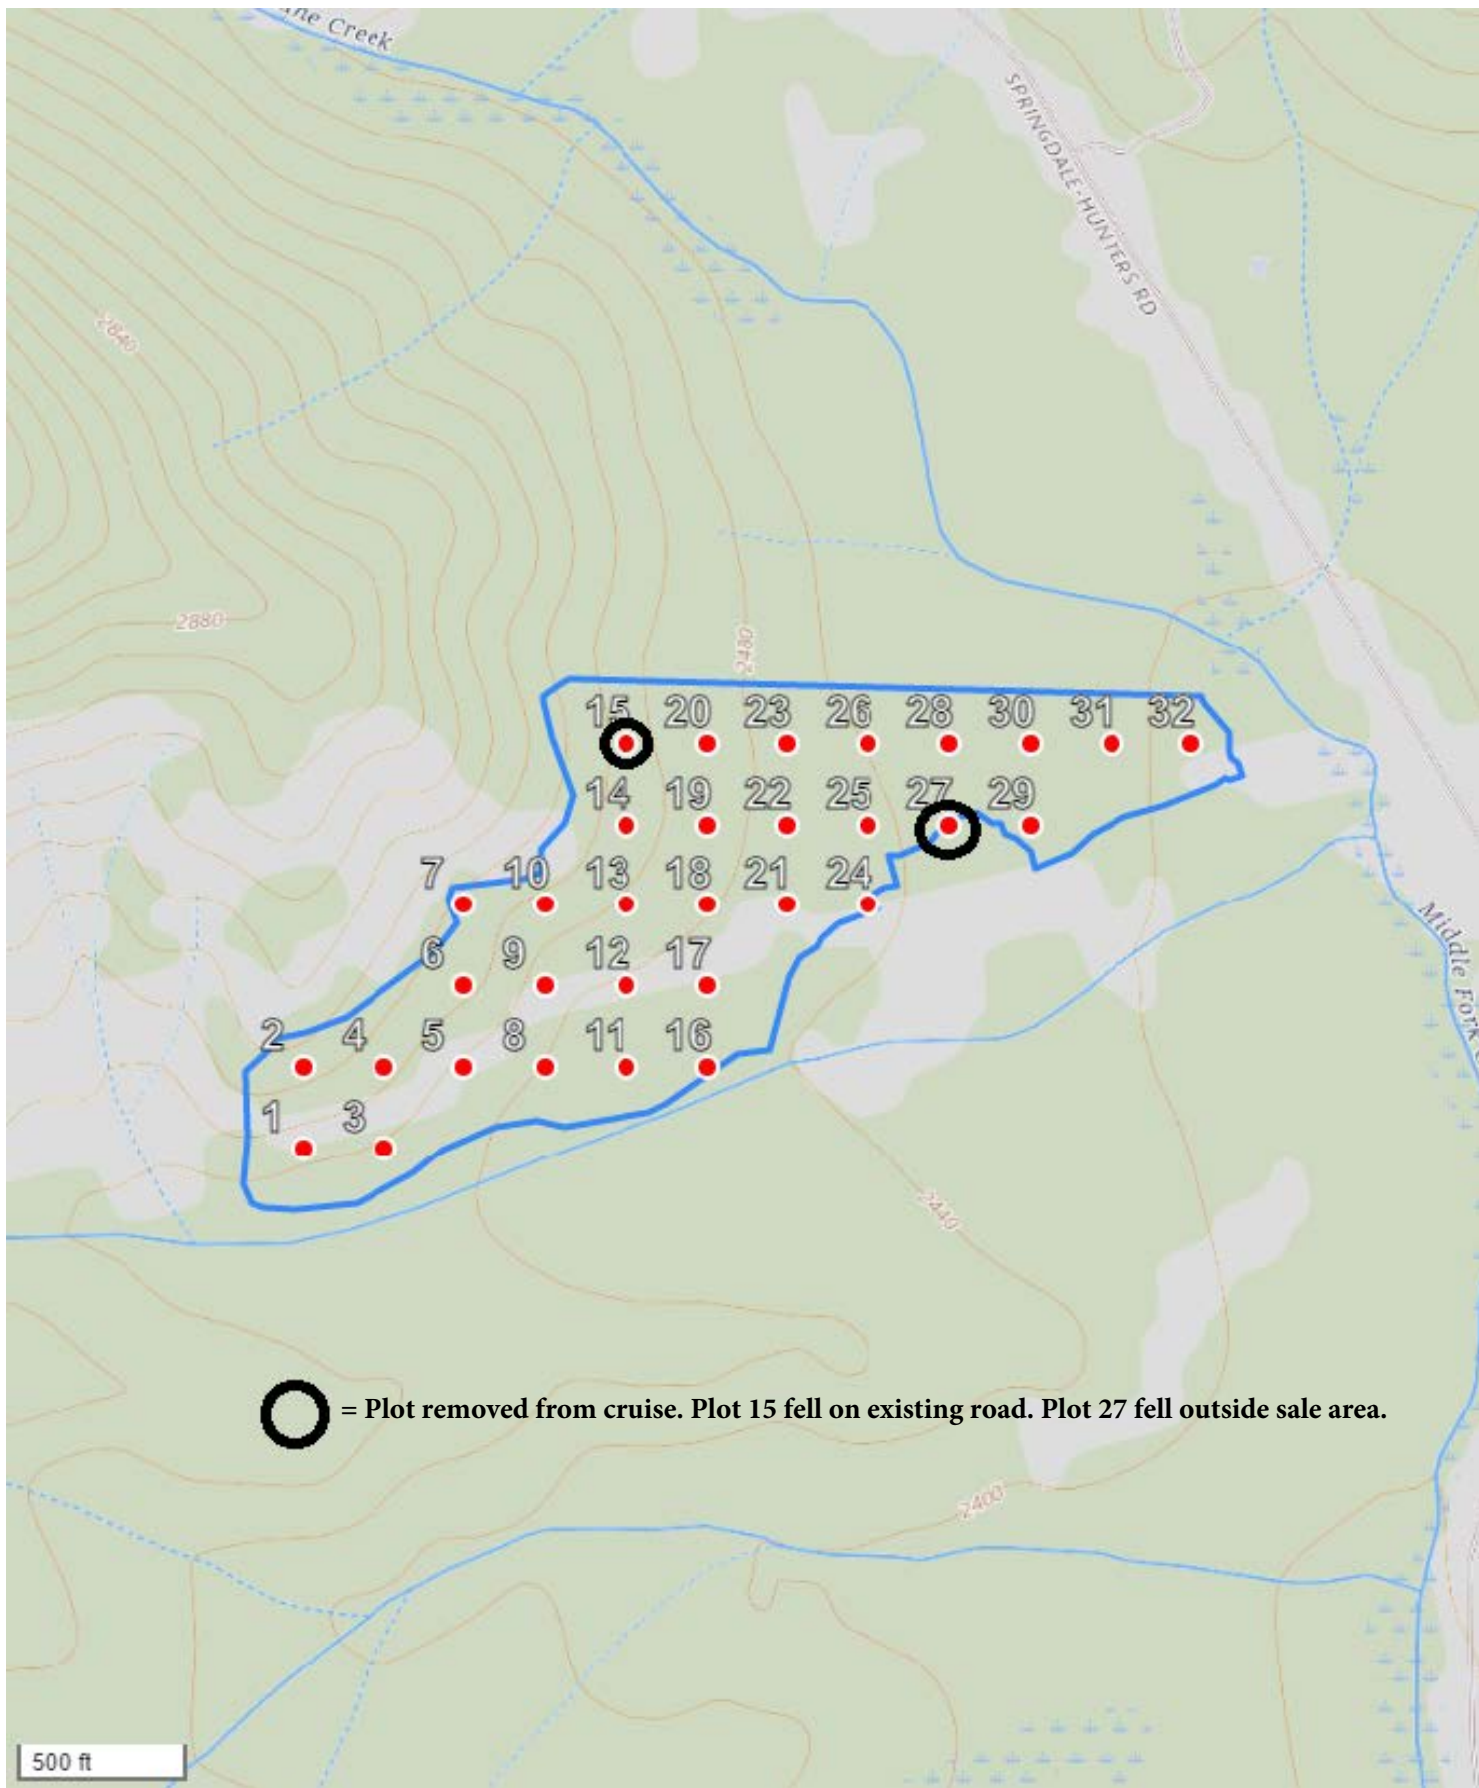 Creek
SPRINGDALE-HUNTERS RD
2840
2880
2480
15 20 23 26 28 30 31 32
14 19 22 25 27 29
7 10 13 18 21 24
6 9 12 17
2 4 5 8 11 16
1 3
Middle Fork
2440
= Plot removed from cruise. Plot 15 fell on existing road. Plot 27 fell outside sale area.
2400
500 ft